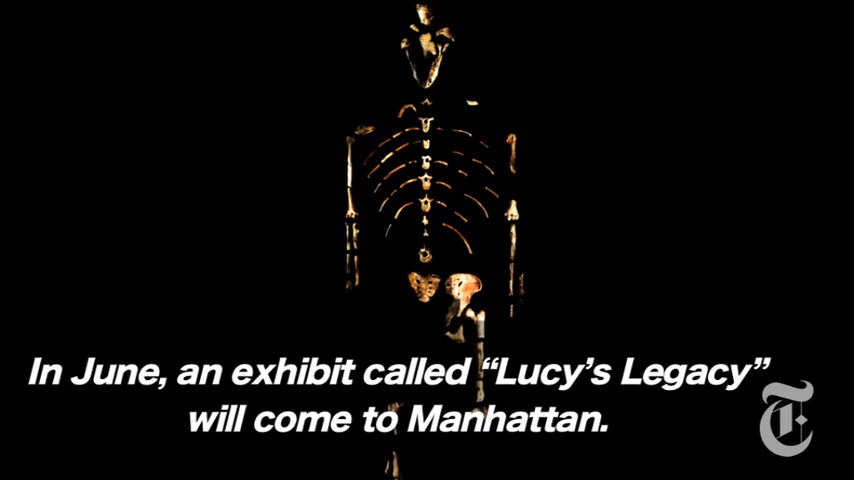 In June, an exhibit called “Lucy’s Legacy”
will come to Manhattan.
T